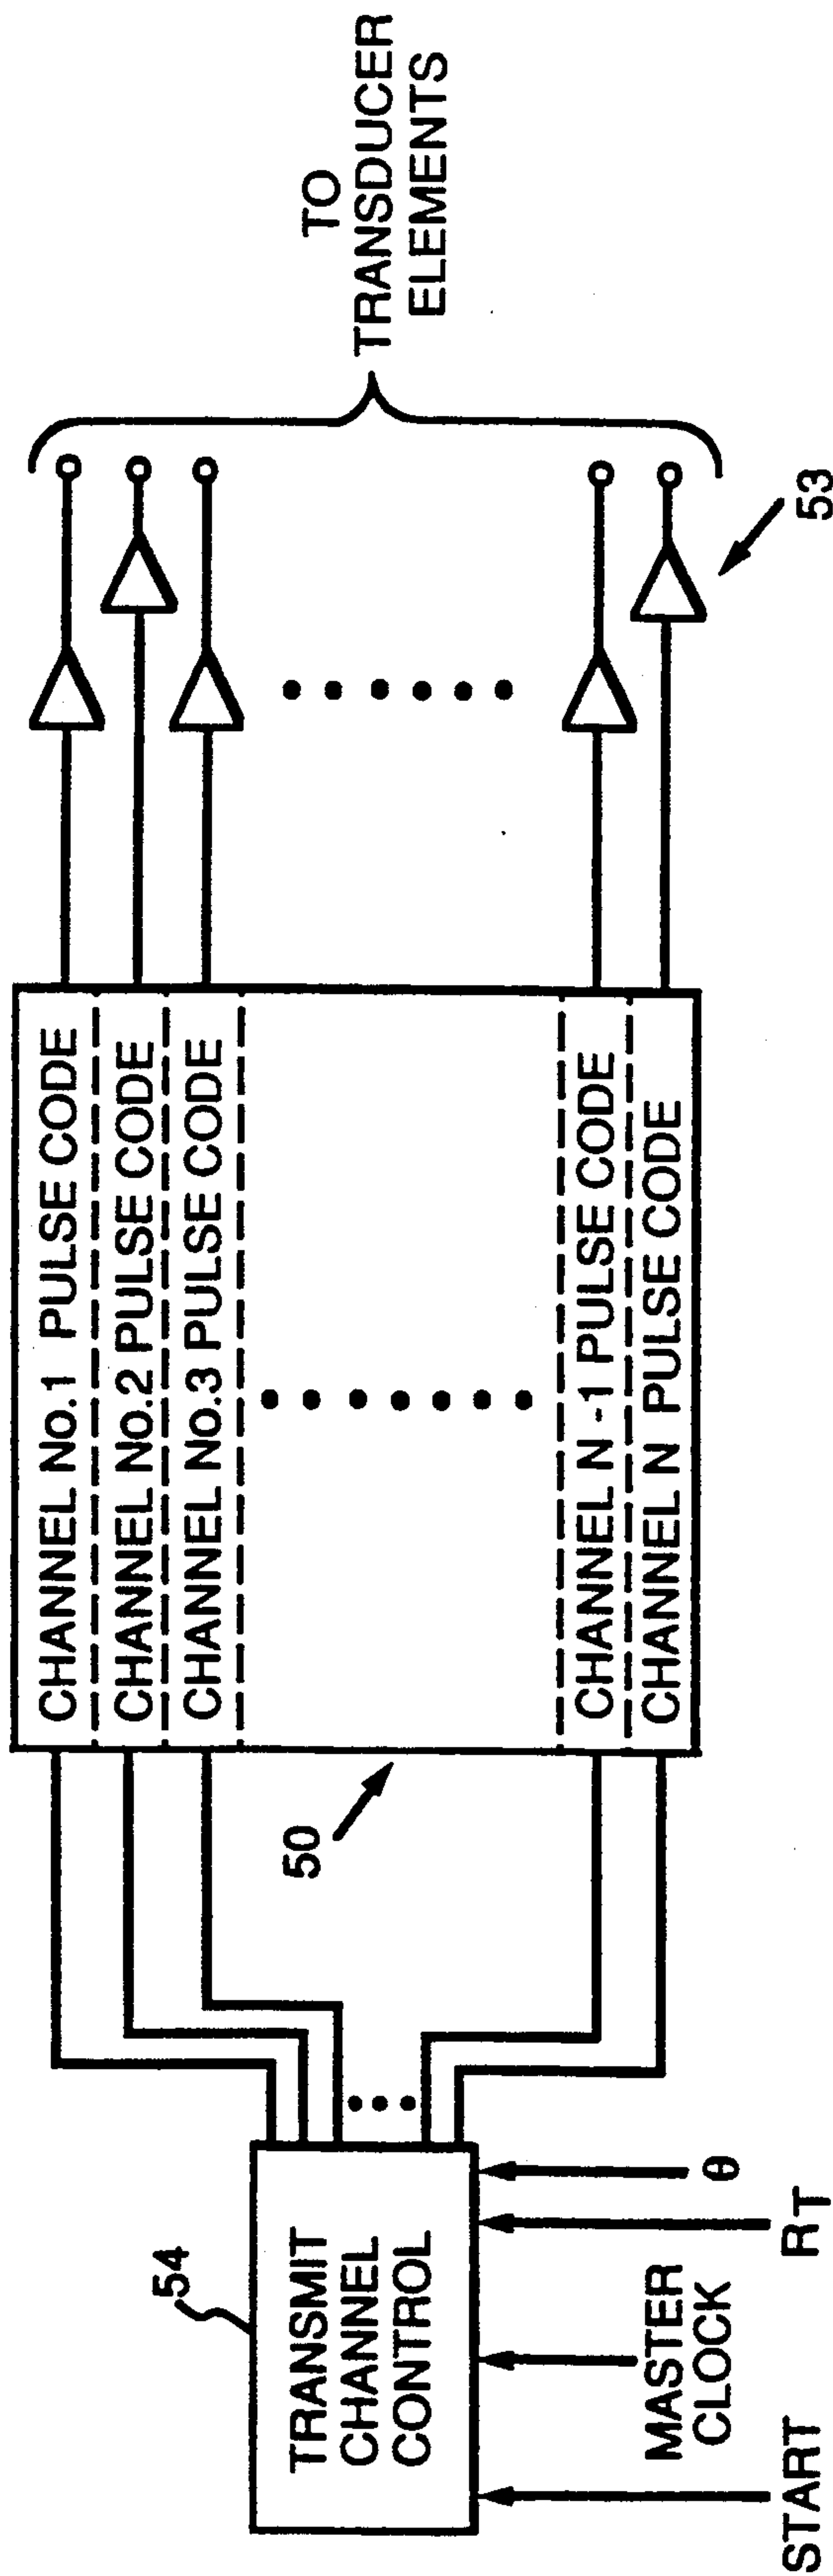 54
TRANSMIT
CHANNEL
CONTROL
START
MASTER
CLOCK
RT
θ
50
CHANNEL No.1 PULSE CODE
CHANNEL No.2 PULSE CODE
CHANNEL No.3 PULSE CODE
CHANNEL N -1 PULSE CODE
CHANNEL N PULSE CODE
53
TO
TRANSDUCER
ELEMENTS